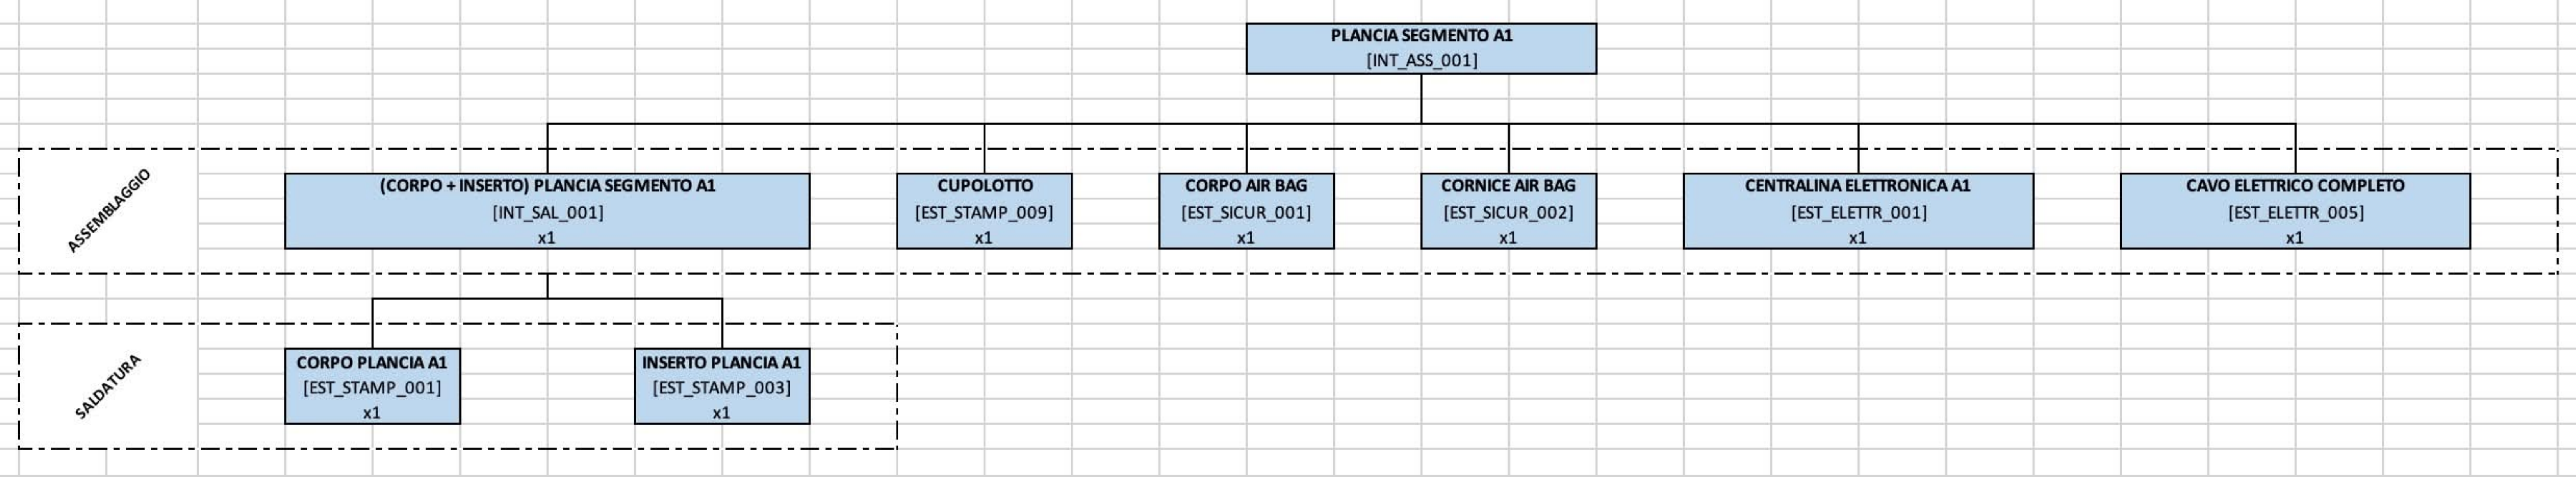 PLANCIA SEGMENTO A1
[INT_ASS_001]
ASSEMBLAGGIO
(CORPO + INSERTO) PLANCIA SEGMENTO A1
[INT_SAL_001]
x1
CUPOLOTTO
[EST_STAMP_009]
x1
CORPO AIR BAG
[EST_SICUR_001]
x1
CORNICE AIR BAG
[EST_SICUR_002]
x1
CENTRALINA ELETTRONICA A1
[EST_ELETTR_001]
x1
CAVO ELETTRICO COMPLETO
[EST_ELETTR_005]
x1
SALDATURA
CORPO PLANCIA A1
[EST_STAMP_001]
x1
INSERTO PLANCIA A1
[EST_STAMP_003]
x1